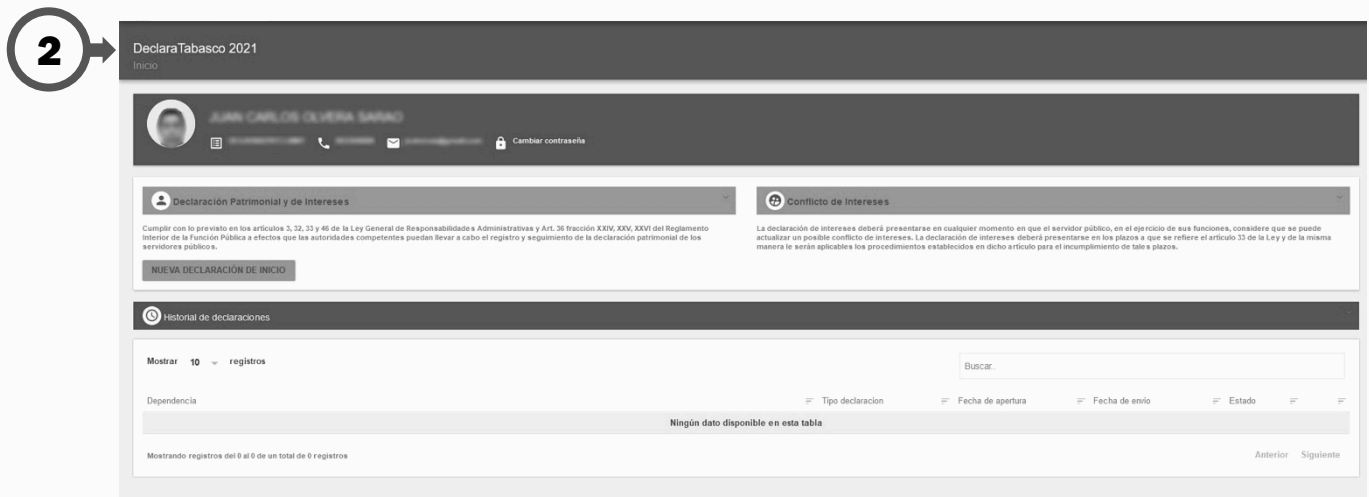 2
DeclaraTabasco 2021
Inicio
JUAN CARLOS OLVERA
Cambiar contraseña
Declaración Patrimonial y de Intereses
Conflicto de Intereses
Cumplir con lo previsto en los artículos 3, 32, 33 y 46 de la Ley General de Responsabilidades Administrativas y Art. 36 fracción XXIV, XXV, XXVI del Reglamento
Interior de la Función Pública a efectos que las autoridades competentes puedan llevar a cabo el registro y seguimiento de la declaración patrimonial de los
servidores públicos.
La declaración de intereses deberá presentarse en cualquier momento en que el servidor público, en el ejercicio de sus funciones, considere que se puede
actualizar un posible conflicto de intereses. La declaración de intereses deberá presentarse en los plazos a que se refiere el artículo 33 de la Ley y de la misma
manera le serán aplicables los procedimientos establecidos en dicho artículo para el incumplimiento de tales plazos.
NUEVA DECLARACIÓN DE INICIO
Historial de declaraciones
Mostrar 10 registros
Buscar..
Dependencia Tipo declaracion Fecha de apertura Fecha de envío Estado
Ningún dato disponible en esta tabla
Mostrando registros del 0 al 0 de un total de 0 registros
Anterior Siguiente